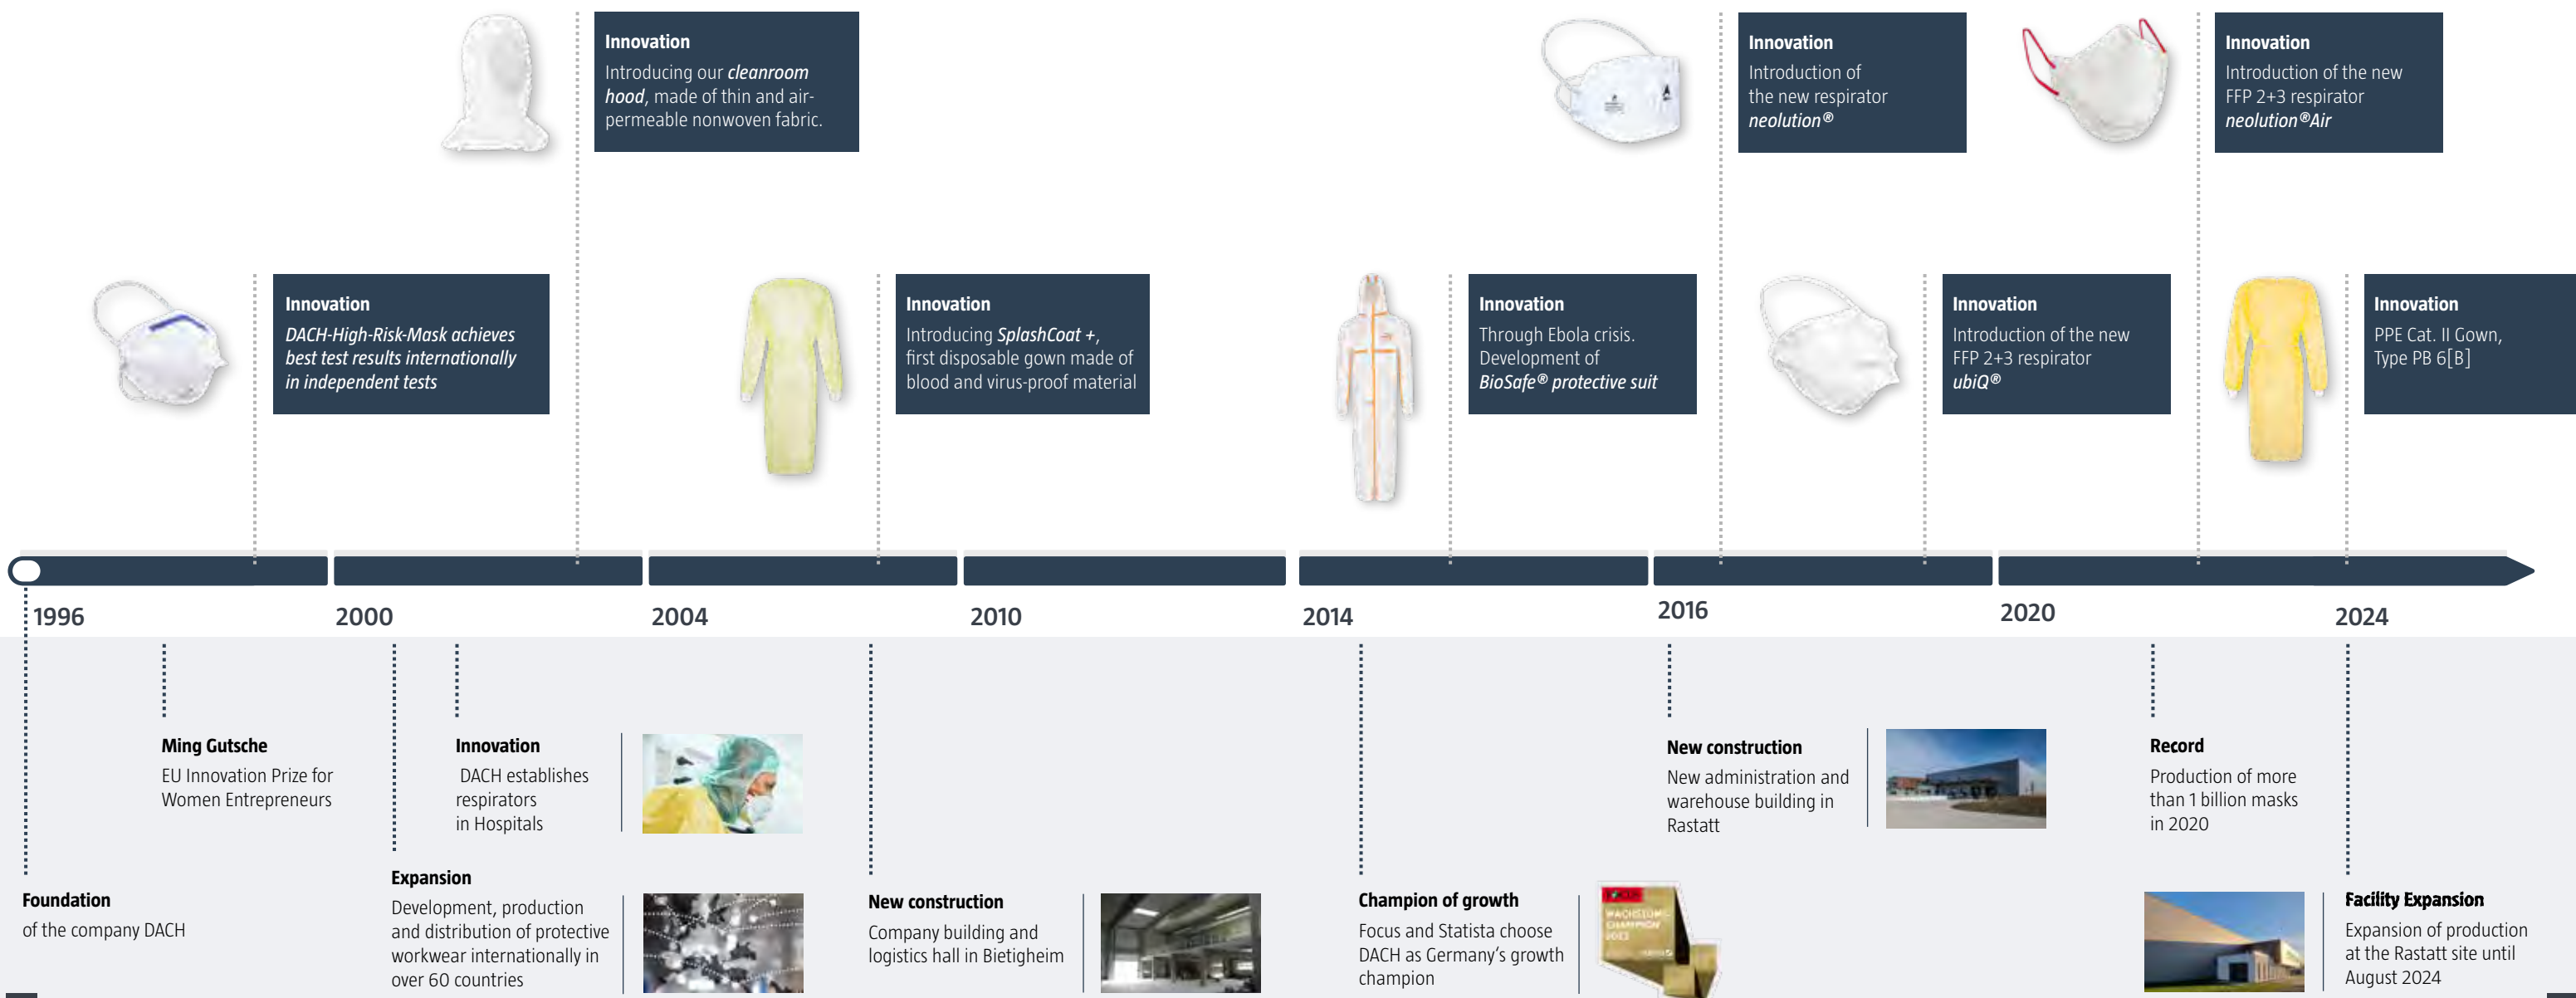 Innovation
Introducing our cleanroom
hood, made of thin and air-
permeable nonwoven fabric.
Innovation
Introduction of
the new respirator
neolution®
Innovation
Introduction of the new
FFP 2+3 respirator
neolution®Air
Innovation
DACH-High-Risk-Mask achieves
best test results internationally
in independent tests
Innovation
Introducing SplashCoat +,
first disposable gown made of
blood and virus-proof material
Innovation
Through Ebola crisis.
Development of
BioSafe® protective suit
Innovation
Introduction of the new
FFP 2+3 respirator
ubiQ®
Innovation
PPE Cat. II Gown,
Type PB 6[B]
1996
2000
2004
2010
2014
2016
2020
2024
Foundation
of the company DACH
Ming Gutsche
EU Innovation Prize for
Women Entrepreneurs
Expansion
Development, production
and distribution of protective
workwear internationally in
over 60 countries
Innovation
DACH establishes
respirators
in Hospitals
New construction
Company building and
logistics hall in Bietigheim
Champion of growth
Focus and Statista choose
DACH as Germany's growth
champion
FOCUS
WACHSTUMS-
CHAMPION
New construction
New administration and
warehouse building in
Rastatt
Record
Production of more
than 1 billion masks
in 2020
Facility Expansion
Expansion of production
at the Rastatt site until
August 2024